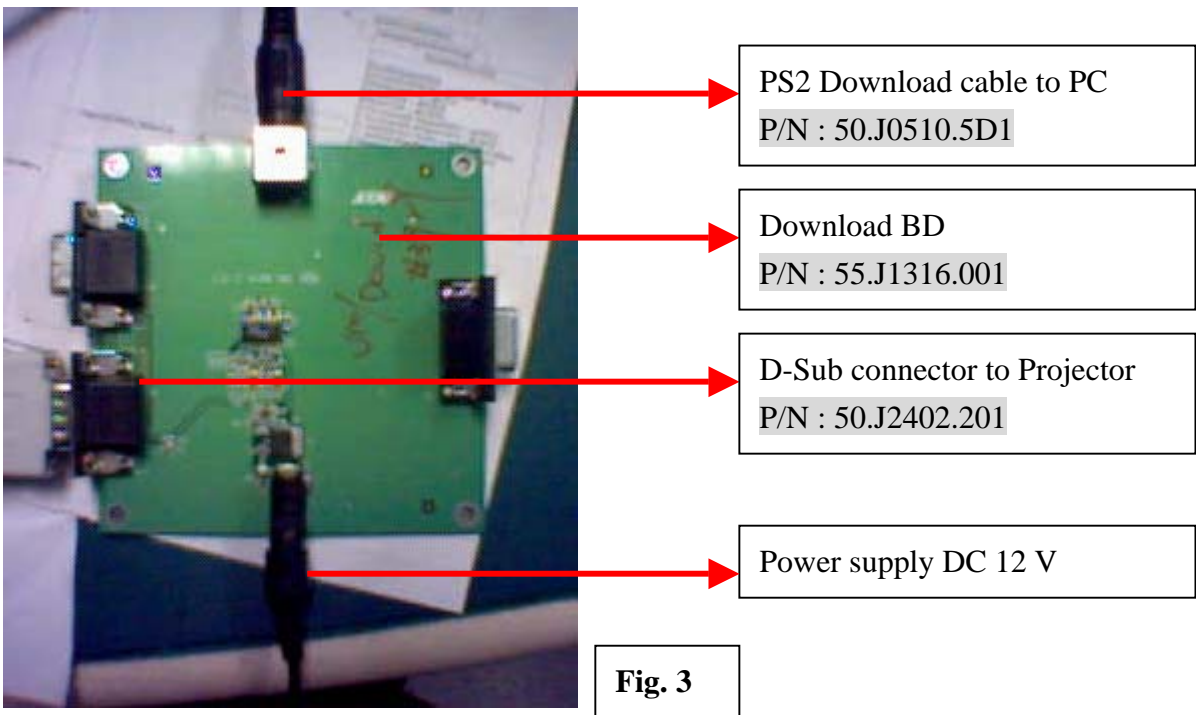 PS2 Download cable to PC
P/N : 50.J0510.5D1
Download BD
P/N : 55.J1316.001
D-Sub connector to Projector
P/N : 50.J2402.201
Power supply DC 12 V
Fig. 3